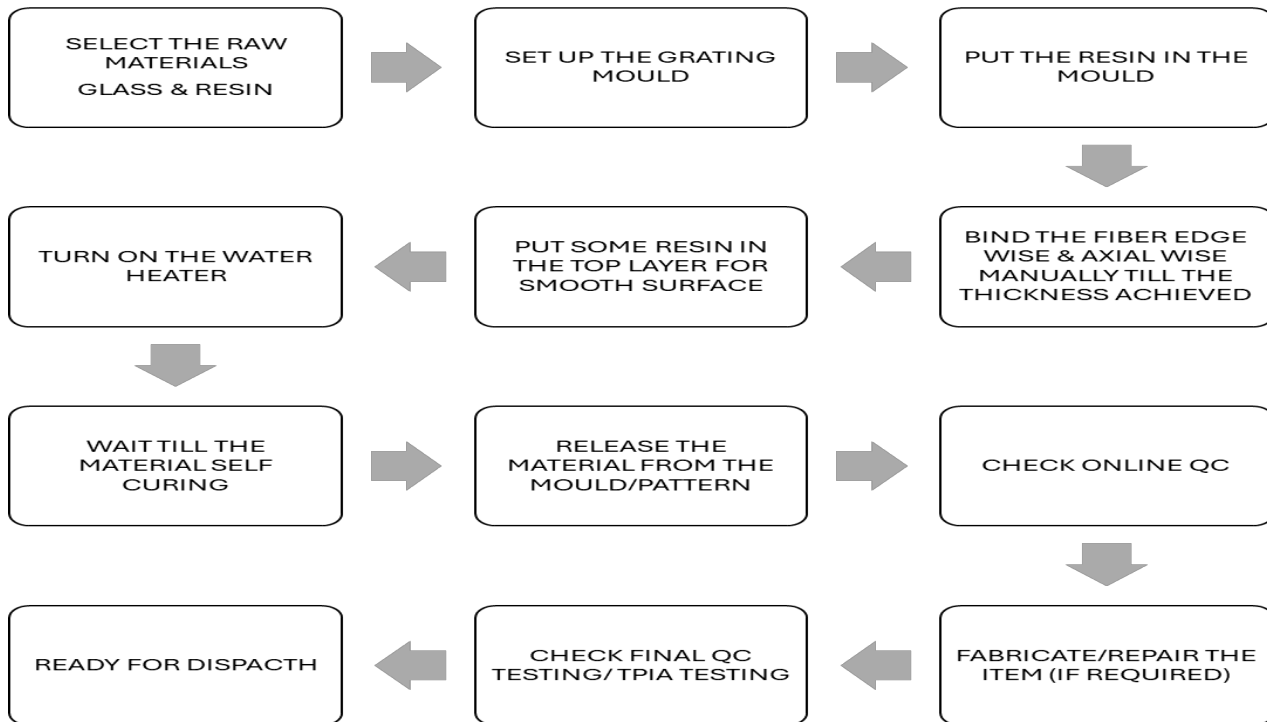 SELECT THE RAW
MATERIALS
GLASS & RESIN
SET UP THE GRATING
MOULD
PUT THE RESIN IN THE
MOULD
BIND THE FIBER EDGE
WISE & AXIAL WISE
MANUALLY TILL THE
THICKNESS ACHIEVED
PUT SOME RESIN IN
THE TOP LAYER FOR
SMOOTH SURFACE
TURN ON THE WATER
HEATER
WAIT TILL THE
MATERIAL SELF
CURING
RELEASE THE
MATERIAL FROM THE
MOULD/PATTERN
CHECK ONLINE QC
FABRICATE/REPAIR THE
ITEM (IF REQUIRED)
CHECK FINAL QC
TESTING/ TPIA TESTING
READY FOR DISPACTH